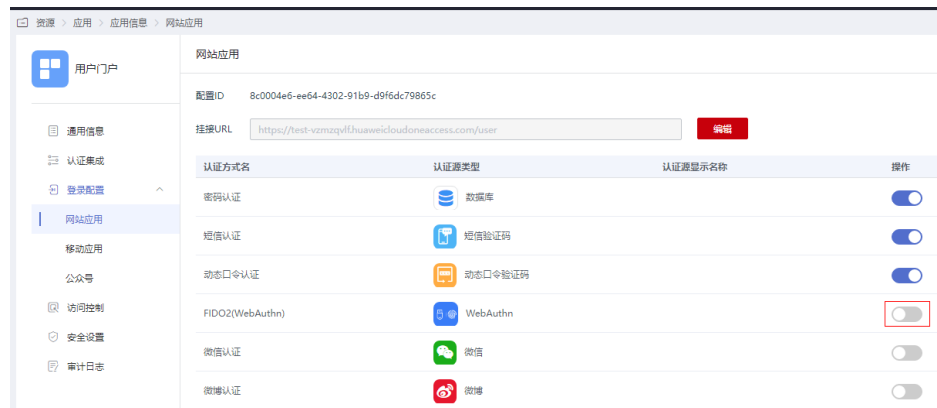 资源 > 应用 > 应用信息 > 网站应用
用户门户
通用信息
认证集成
登录配置
网站应用
移动应用
公众号
访问控制
安全设置
审计日志
网站应用
配置ID 8c0004e6-ee64-4302-91b9-d9f6dc79865c
挂接URL https://test-vzmzqvlf.huaweicloudoneaccess.com/user 编辑
认证方式名 认证源类型 认证源显示名称 操作
密码认证 数据库
短信认证 短信验证码
动态口令认证 动态口令验证码
FIDO2(WebAuthn) WebAuthn
微信认证 微信
微博认证 微博